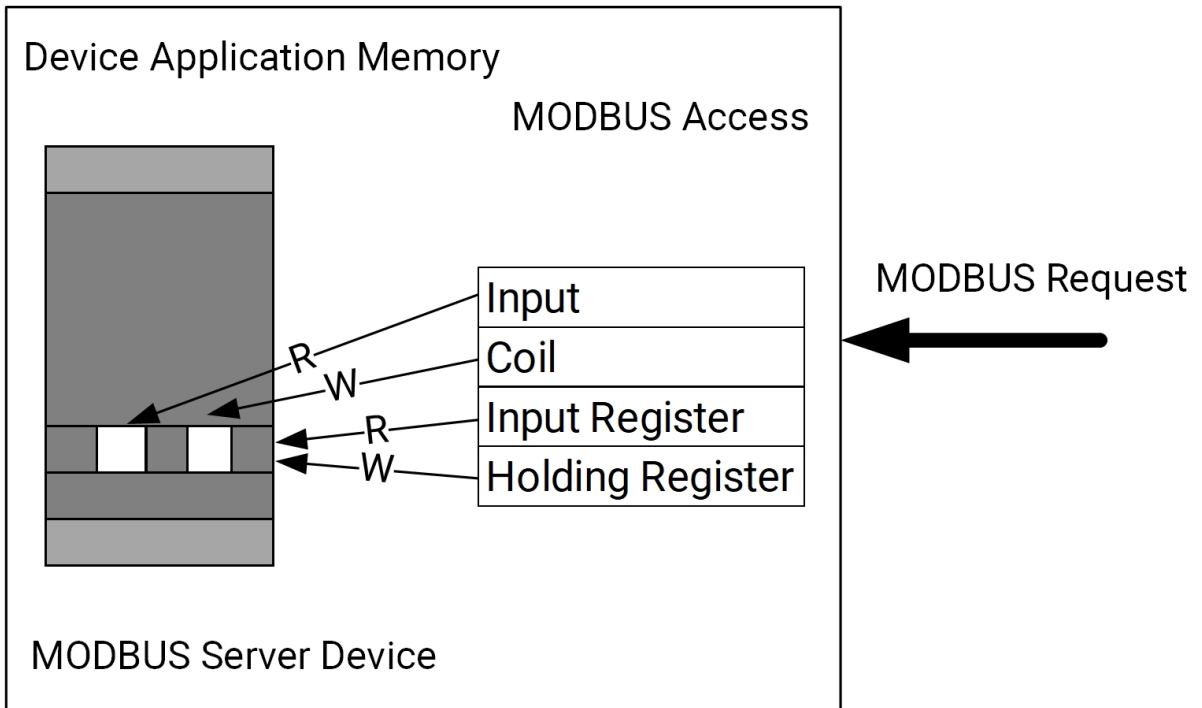 Device Application Memory
MODBUS Access
MODBUS Request
Input
R
Coil
W
Input Register
R
Holding Register
W
MODBUS Server Device